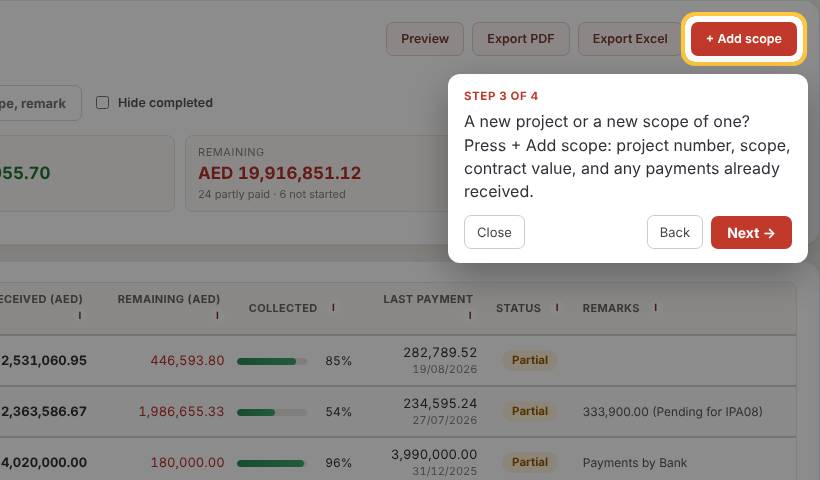 Preview
Export PDF
Export Excel
+ Add scope
pe, remark
Hide completed
STEP 3 OF 4
A new project or a new scope of one?
Press + Add scope: project number, scope,
contract value, and any payments already
received.
Close
Back
Next →
955.70
REMAINING
AED 19,916,851.12
24 partly paid · 6 not started
ECEIVED (AED)
REMAINING (AED)
COLLECTED
LAST PAYMENT
STATUS
REMARKS
2,531,060.95
446,593.80
85%
282,789.52
19/08/2026
Partial
2,363,586.67
1,986,655.33
54%
234,595.24
27/07/2026
Partial
333,900.00 (Pending for IPA08)
4,020,000.00
180,000.00
96%
3,990,000.00
31/12/2025
Partial
Payments by Bank